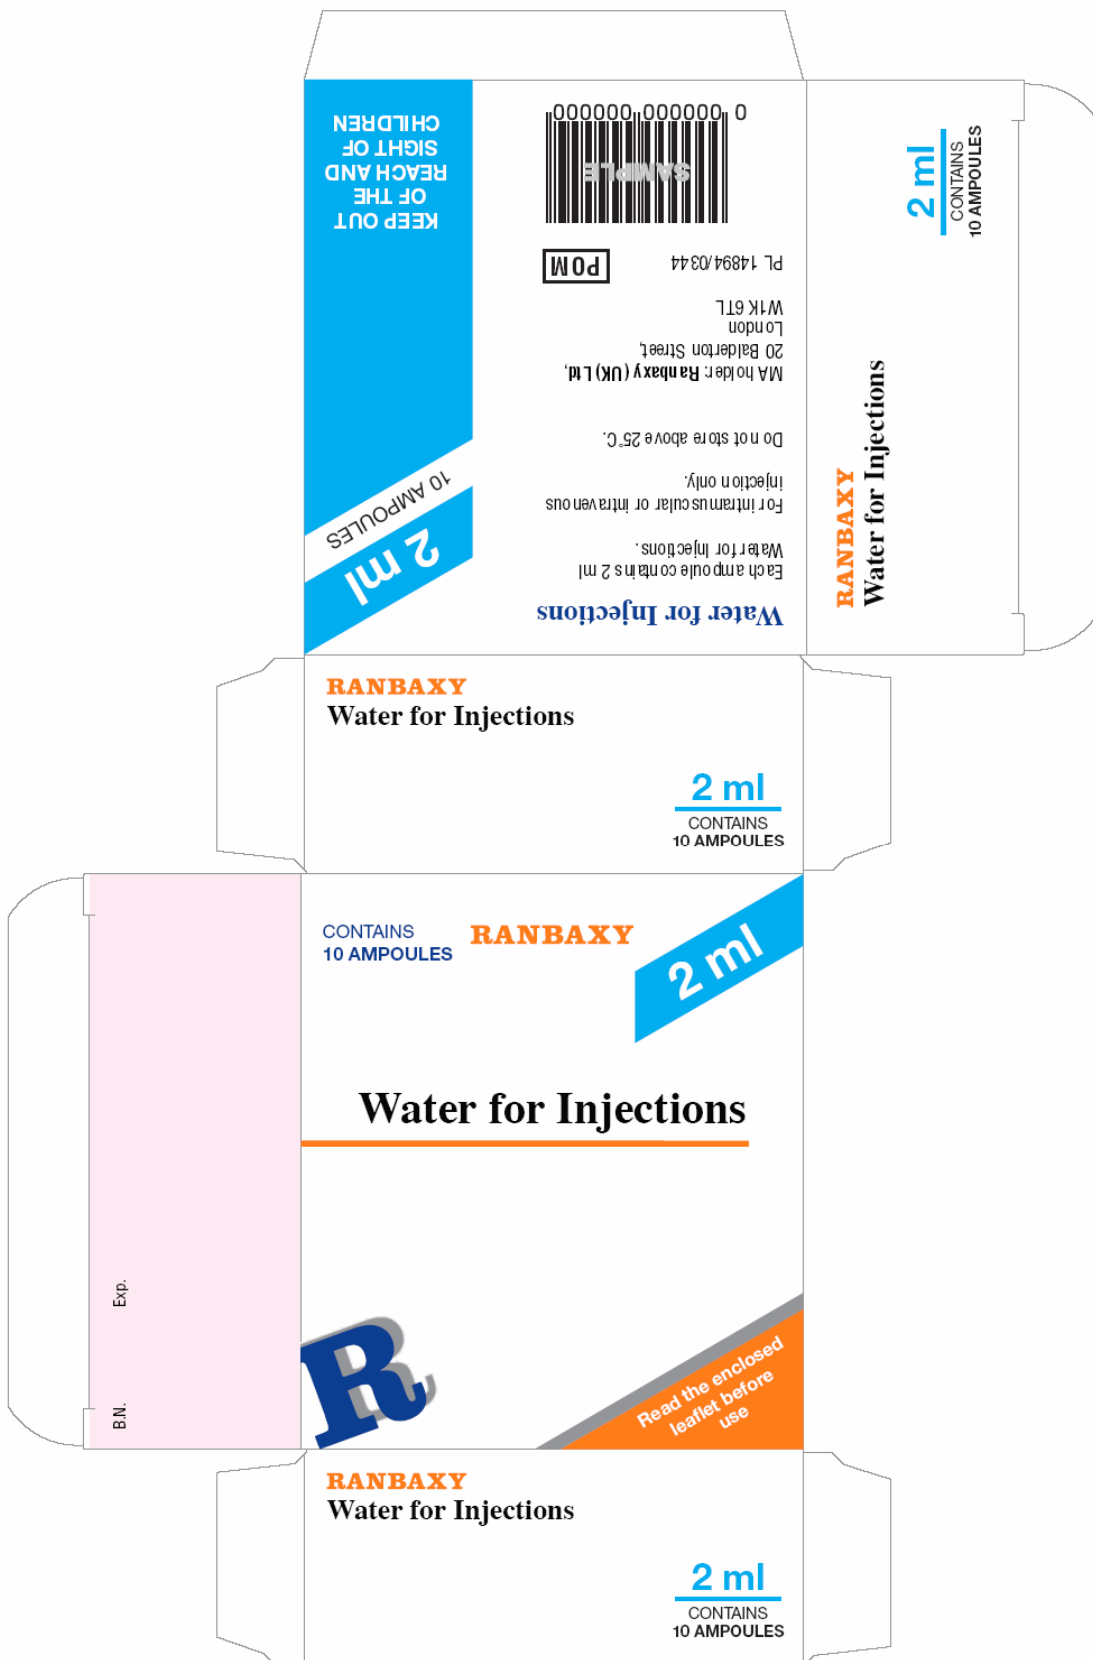 KEEP OUT
OF THE
REACH AND
SIGHT OF
CHILDREN
10 AMPOULES
2 ml
Water for Injections
Each ampoule contains 2 ml
Water for Injections.
For intramuscular or intravenous
injection only.
Do not store above 25°C.
MA holder: Ranbaxy (UK) Ltd,
20 Balderton Street,
London
W1K 6TL
PL 14894/0344
POM
SAMPLE
0 000000 000000
RANBAXY
Water for Injections
2 ml
CONTAINS
10 AMPOULES
RANBAXY
Water for Injections
2 ml
CONTAINS
10 AMPOULES
CONTAINS
10 AMPOULES
RANBAXY
2 ml
Water for Injections
R
Read the enclosed
leaflet before
use
B.N.
Exp.
RANBAXY
Water for Injections
2 ml
CONTAINS
10 AMPOULES